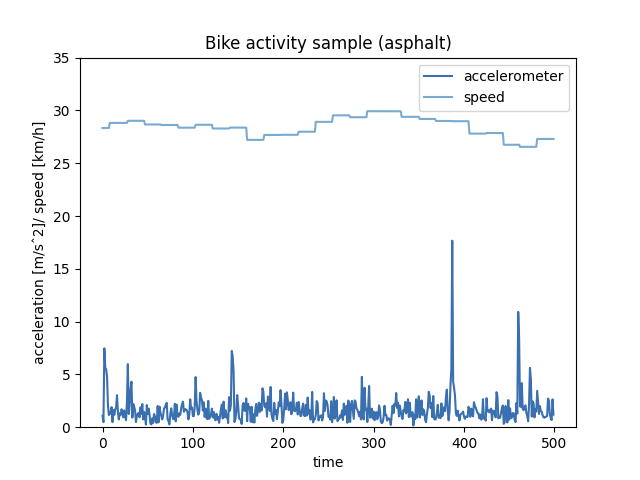 Bike activity sample (asphalt)
accelerometer
speed
acceleration [m/sˆ2]/ speed [km/h]
35
30
25
20
15
10
5
0
0 100 200 300 400 500
time